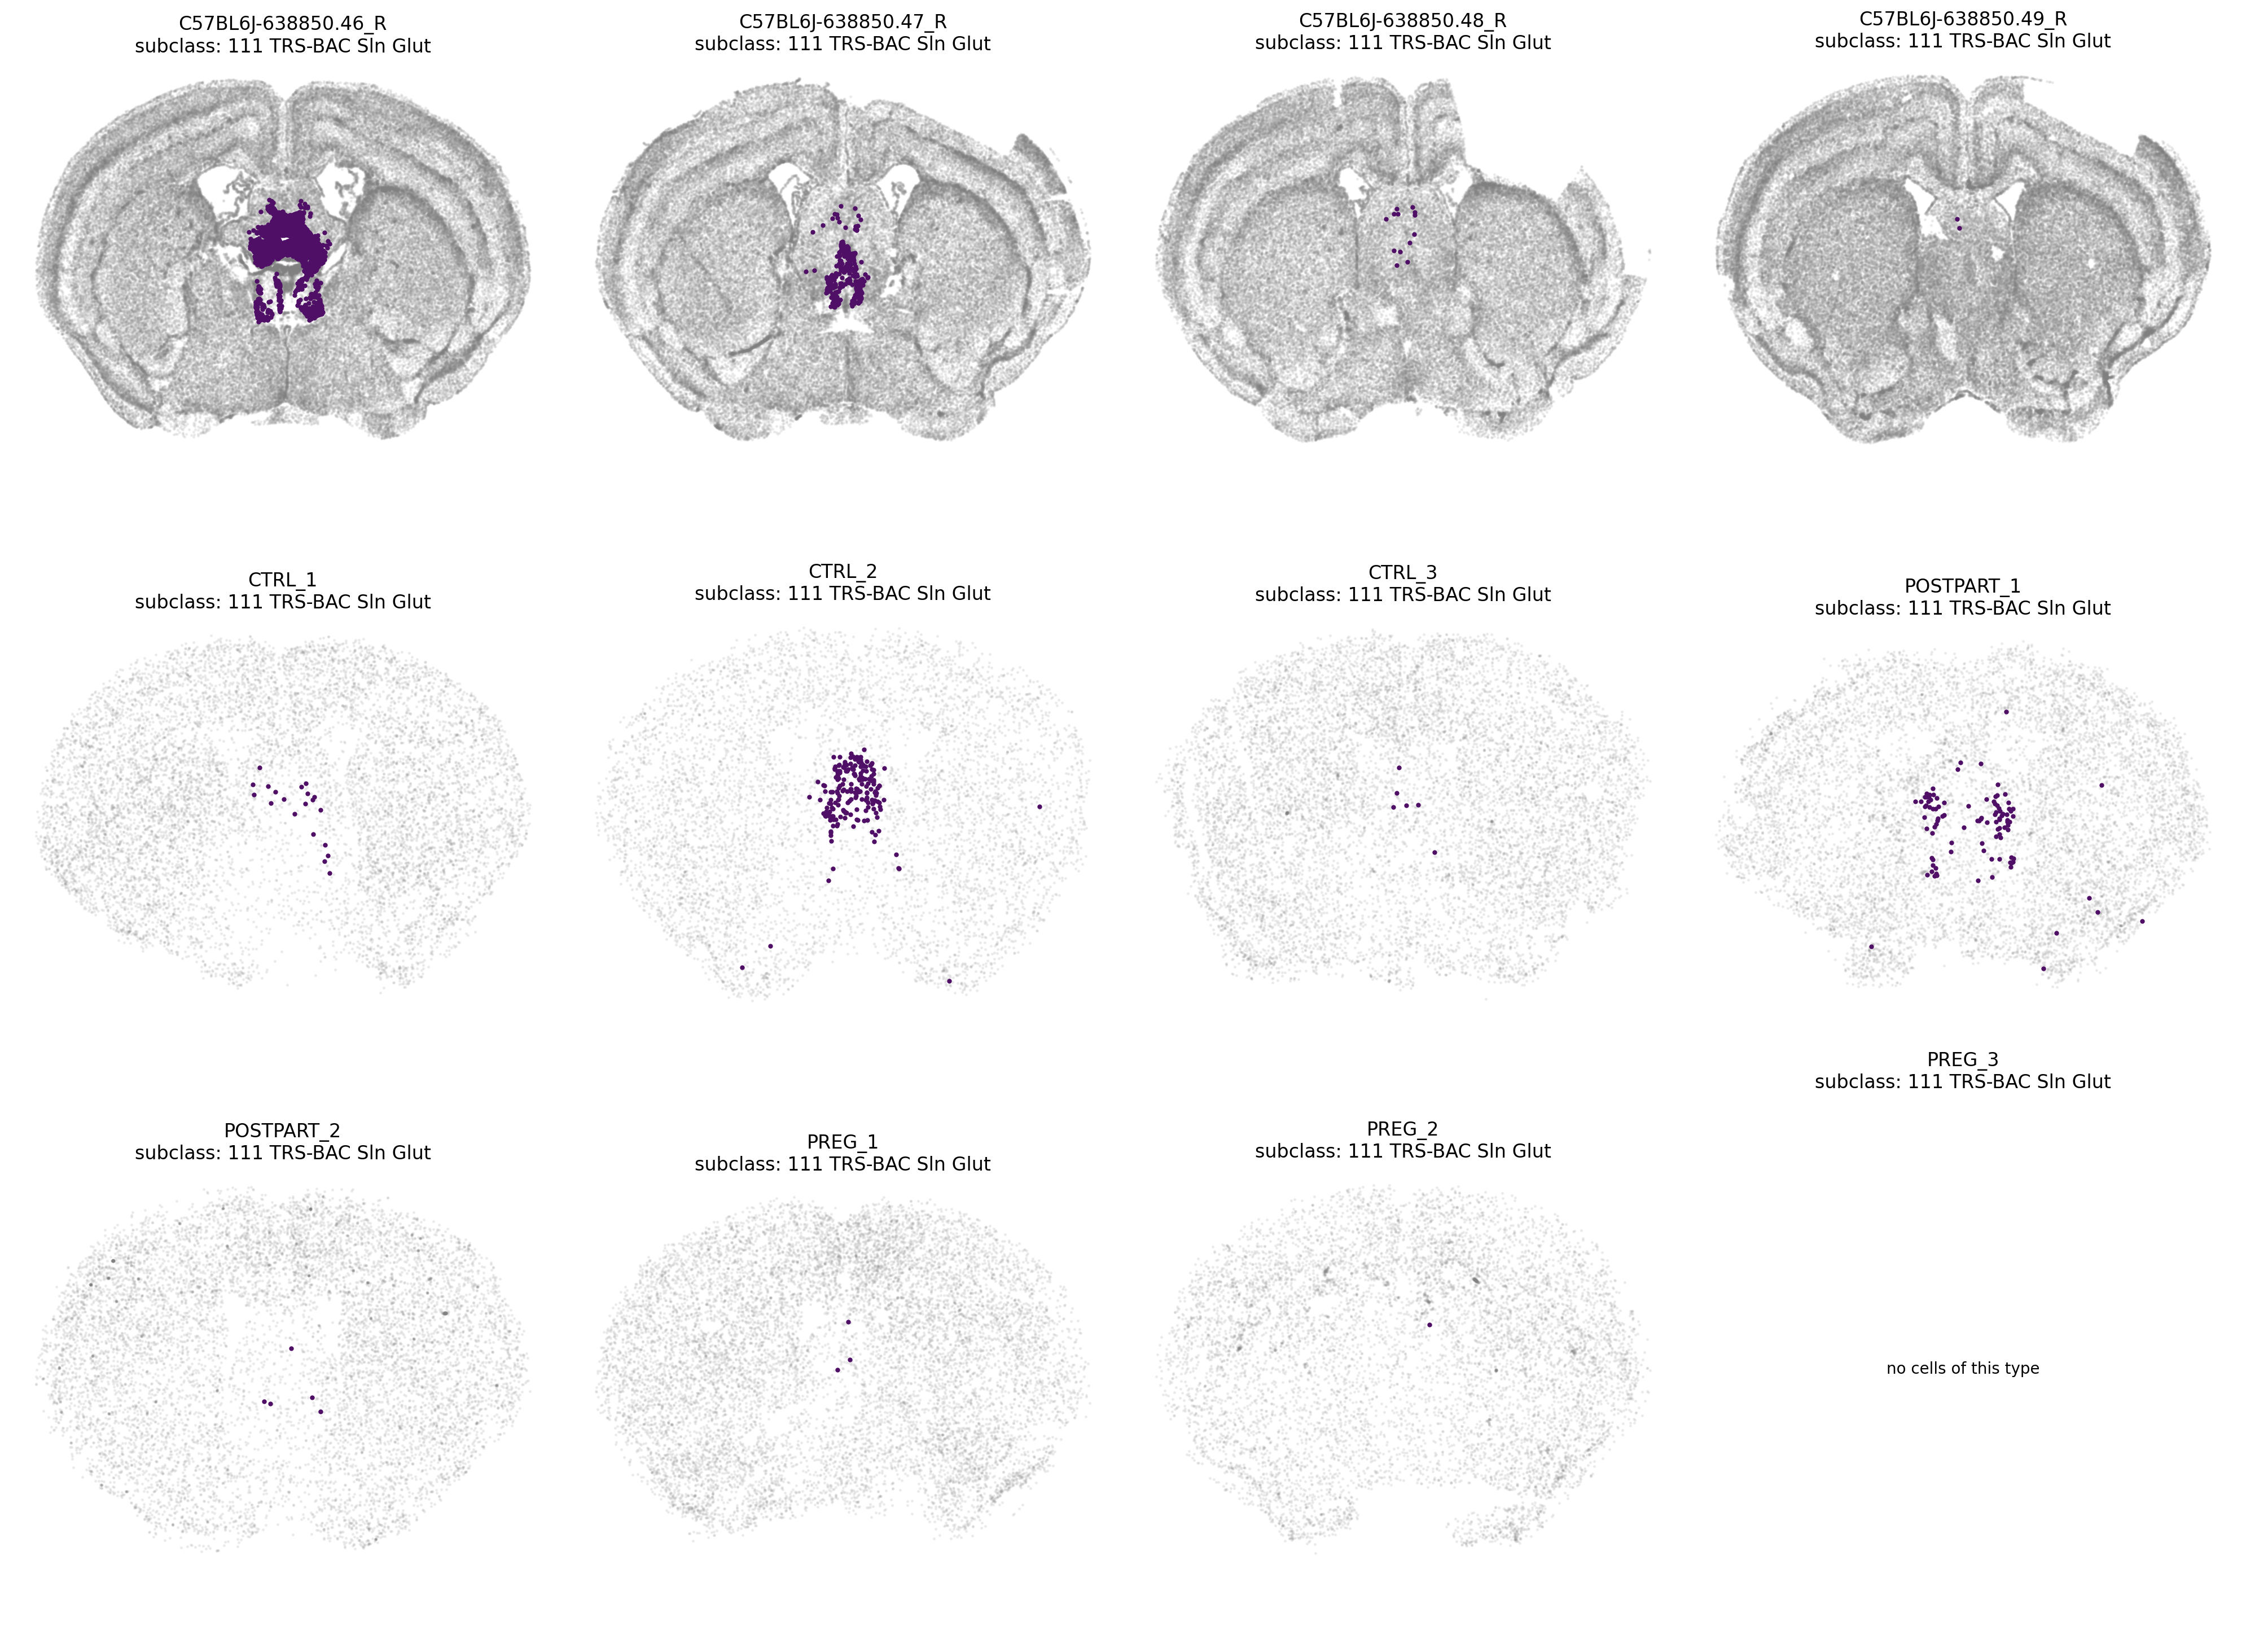 C57BL6J-638850.46_R
subclass: 111 TRS-BAC Sln Glut
C57BL6J-638850.47_R
subclass: 111 TRS-BAC Sln Glut
C57BL6J-638850.48_R
subclass: 111 TRS-BAC Sln Glut
C57BL6J-638850.49_R
subclass: 111 TRS-BAC Sln Glut
CTRL_1
subclass: 111 TRS-BAC Sln Glut
CTRL_2
subclass: 111 TRS-BAC Sln Glut
CTRL_3
subclass: 111 TRS-BAC Sln Glut
POSTPART_1
subclass: 111 TRS-BAC Sln Glut
POSTPART_2
subclass: 111 TRS-BAC Sln Glut
PREG_1
subclass: 111 TRS-BAC Sln Glut
PREG_2
subclass: 111 TRS-BAC Sln Glut
PREG_3
subclass: 111 TRS-BAC Sln Glut
no cells of this type